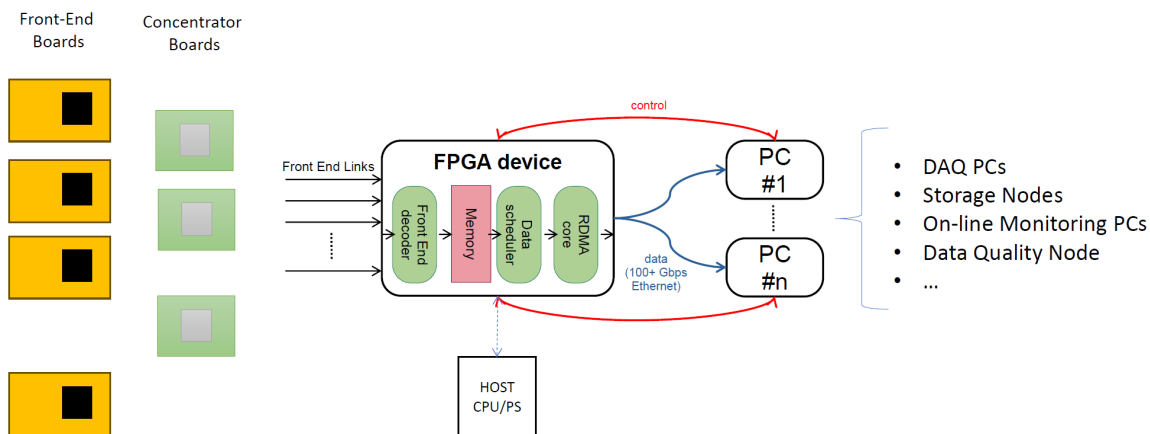 Front-End
Boards
Concentrator
Boards
control
FPGA device
Front End Links
Front End
decoder
Memory
Data
scheduler
RDMA
core
data
(100+ Gbps
Ethernet)
PC
#1
PC
#n
HOST
CPU/PS
• DAQ PCs
• Storage Nodes
• On-line Monitoring PCs
• Data Quality Node
• ...